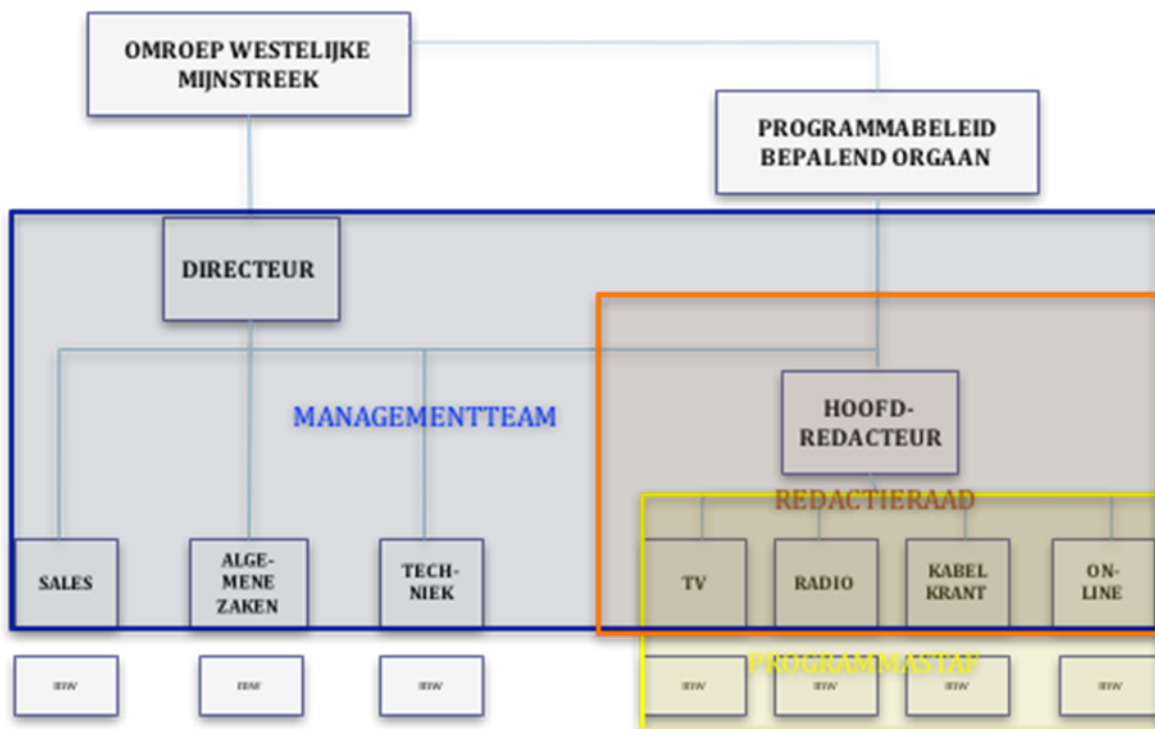 OMROEP WESTELIJKE
MIJNSTREEK
PROGRAMMABELEID
BEPALEND ORGAAN
DIRECTEUR
MANAGEMENTTEAM
HOOFD-
REDACTEUR
REDACTIERAAD
SALES
ALGE-
MENE
ZAKEN
TECH-
NIEK
TV
RADIO
KABEL
KRANT
ON-
LINE
PROGRAMMASTAF